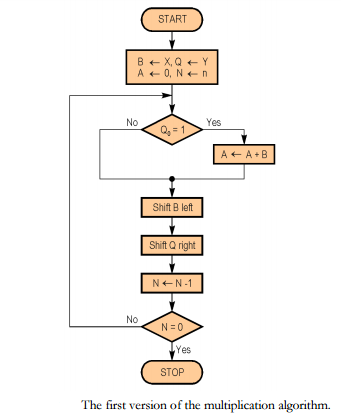 START
B ← X, Q ← Y
A ← 0, N ← n
No
Q₀ = 1
Yes
A ← A + B
Shift B left
Shift Q right
N ← N -1
No
N = 0
Yes
STOP
The first version of the multiplication algorithm.